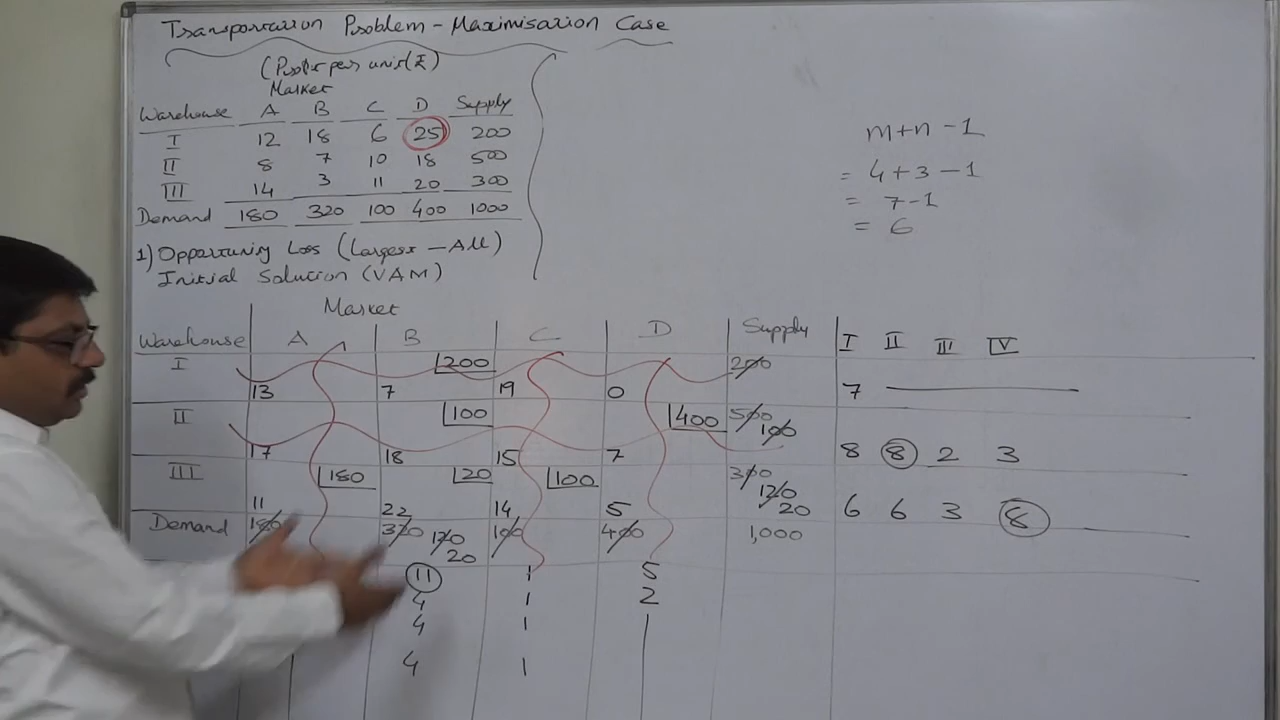 Transportation Problem - Maximisation Case
(Profit per unit (₹)
Market
Warehouse A B C D Supply
I 12 18 6 25 200
II 8 7 10 18 500
III 14 3 11 20 300
Demand 180 320 100 400 1000
1) Opportunity Loss (Largest - All)
Initial Solution (VAM)
m+n-1
= 4+3-1
= 7-1
= 6
Market
Warehouse A B C D Supply I II III IV
I 200 200
13 7 19 0 7
II 100 400 500
100
17 18 15 7 8 8 2 3
III 180 20 100 300
120
20
11 22 14 5 6 6 3 8
Demand 180 320 120 100 400 1,000
20
11 1 5
4 1 2
4 1
4 1